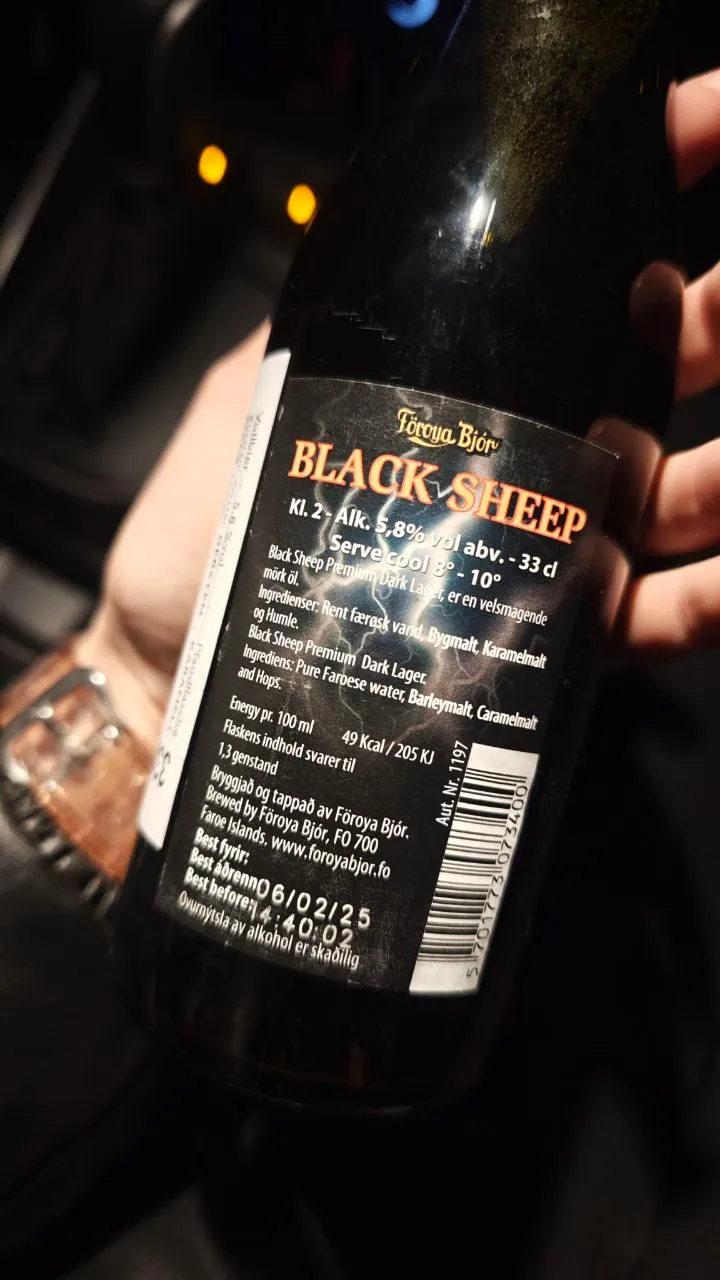 Föroya Bjór
BLACK SHEEP
Kl. 2 - Alk. 5,8% vol abv. - 33 cl
Serve cool 8° - 10°
Black Sheep Premium Dark Lager, er en velsmagende
mörk öl.
Ingredienser: Rent færøsk vand, Bygmalt, Karamelmalt
og Humle.
Black Sheep Premium Dark Lager.
Ingrediens: Pure Faroese water, Barleymalt, Caramelmalt
and Hops.
Energy pr. 100 ml 49 Kcal / 205 KJ
Flaskens indhold svarer til
1,3 genstand
Aut. Nr. 1197
Bryggjað og tappað av Föroya Bjór.
Brewed by Föroya Bjór, FO 700
Faroe Islands. www.foroyabjor.fo
Best fyrir:
Best áðrenn
Best before:
06/02/25
14:40:02
Ovurnýtsla av alkohol er skaðilig
5 701773 073400